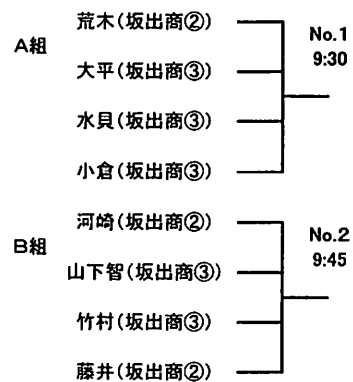 荒木(坂出商②)
A組
No.1
9:30
大平(坂出商③)
水貝(坂出商③)
小倉(坂出商③)
河崎(坂出商②)
B組
No.2
9:45
山下智(坂出商③)
竹村(坂出商③)
藤井(坂出商②)